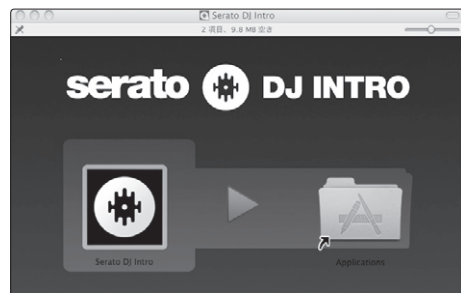 Serato DJ Intro
2 項目、9.8 MB 空き
serato DJ INTRO
Serato DJ Intro
Applications